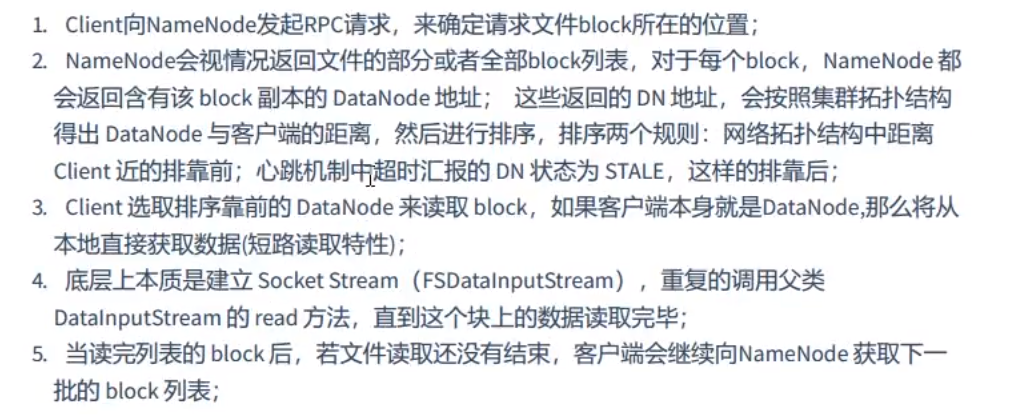 1. Client向NameNode发起RPC请求，来确定请求文件block所在的位置；
2. NameNode会视情况返回文件的部分或者全部block列表，对于每个block，NameNode 都
会返回含有该 block 副本的 DataNode 地址； 这些返回的 DN 地址，会按照集群拓扑结构
得出 DataNode 与客户端的距离，然后进行排序，排序两个规则：网络拓扑结构中距离
Client 近的排靠前；心跳机制中超时汇报的 DN 状态为 STALE，这样的排靠后；
3. Client 选取排序靠前的 DataNode 来读取 block，如果客户端本身就是DataNode,那么将从
本地直接获取数据(短路读取特性)；
4. 底层上本质是建立 Socket Stream（FSDataInputStream），重复的调用父类
DataInputStream 的 read 方法，直到这个块上的数据读取完毕；
5. 当读完列表的 block 后，若文件读取还没有结束，客户端会继续向NameNode 获取下一
批的 block 列表；